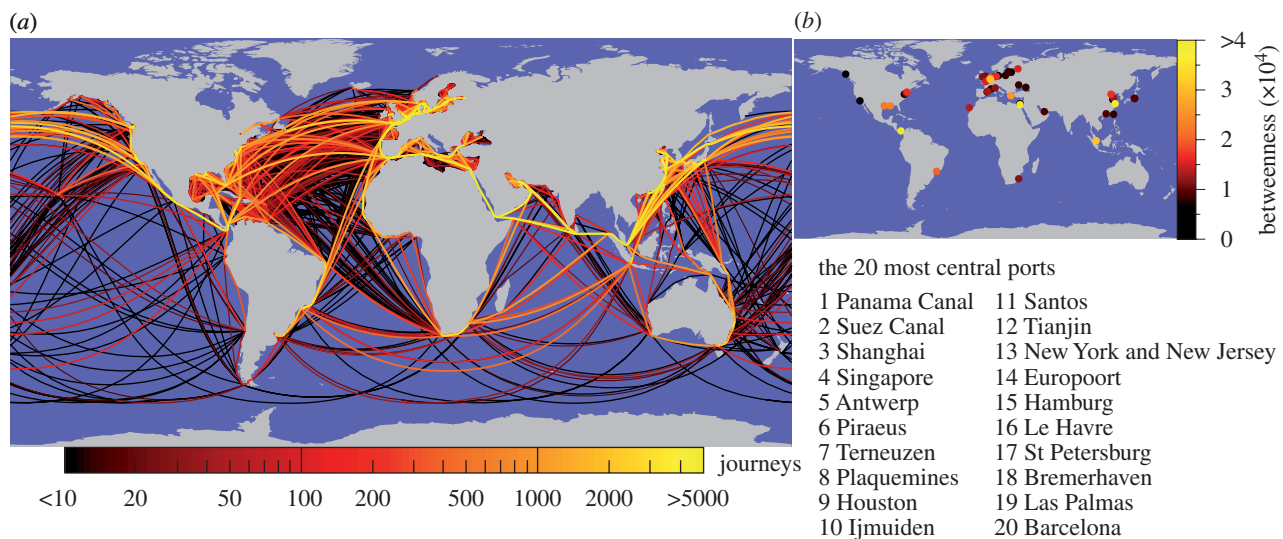 (a)
<10 20 50 100 200 500 1000 2000 >5000
journeys
(b)
>4
3
2
1
0
betweenness (×10⁴)
the 20 most central ports
1 Panama Canal
2 Suez Canal
3 Shanghai
4 Singapore
5 Antwerp
6 Piraeus
7 Terneuzen
8 Plaquemines
9 Houston
10 Ijmuiden
11 Santos
12 Tianjin
13 New York and New Jersey
14 Europoort
15 Hamburg
16 Le Havre
17 St Petersburg
18 Bremerhaven
19 Las Palmas
20 Barcelona